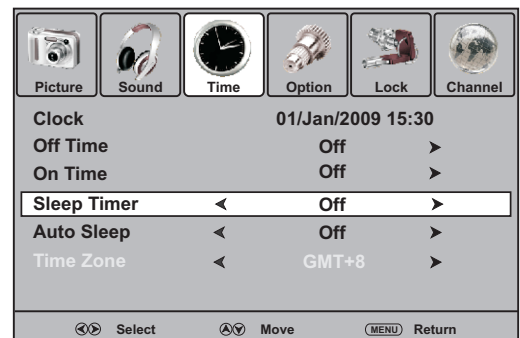 Picture Sound Time Option Lock Channel
Clock 01/Jan/2009 15:30
Off Time Off
On Time Off
Sleep Timer Off
Auto Sleep Off
Time Zone GMT+8
Select Move MENU Return